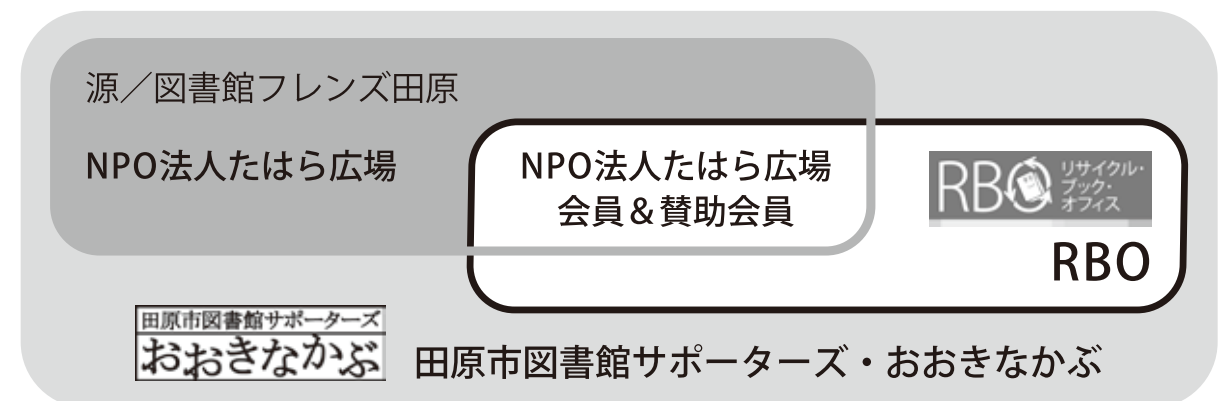 源／図書館フレンズ田原
NPO法人たはら広場
NPO法人たはら広場
会員＆賛助会員
RBO リサイクル・
ブック・
オフィス
RBO
田原市図書館サポーターズ
おおきなかぶ
田原市図書館サポーターズ・おおきなかぶ